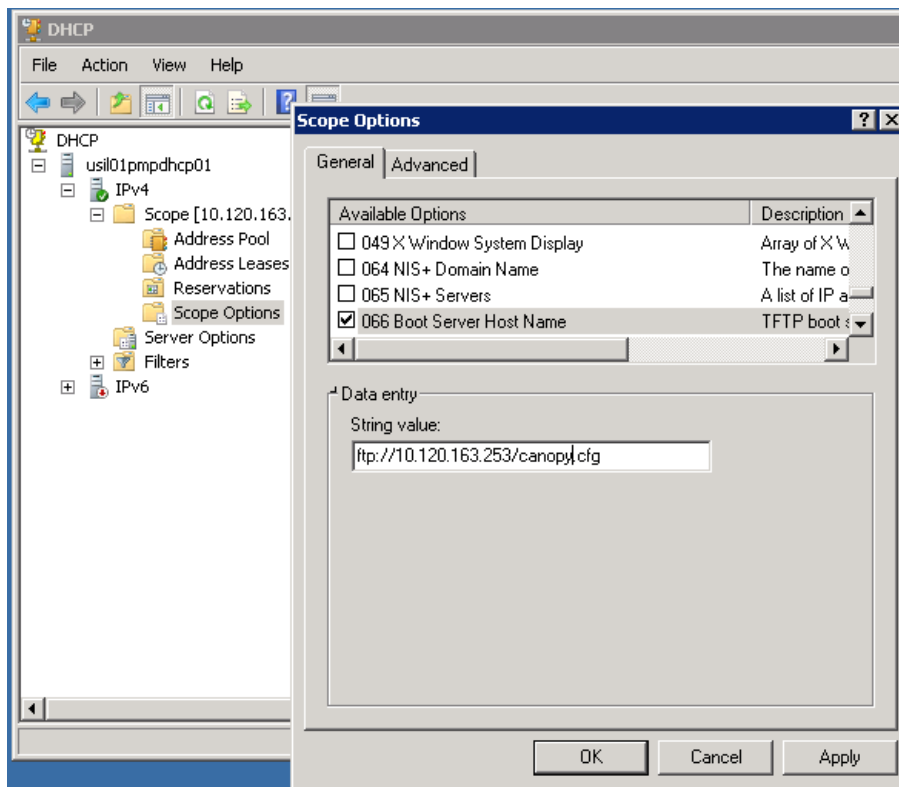 DHCP
File Action View Help
Scope Options
General Advanced
Available Options Description
049 X Window System Display Array of X W
064 NIS+ Domain Name The name o
065 NIS+ Servers A list of IP a
066 Boot Server Host Name TFTP boot s
Data entry
String value:
ftp://10.120.163.253/canopy.cfg
OK Cancel Apply
DHCP
usil01pmpdhcp01
IPv4
Scope [10.120.163.
Address Pool
Address Leases
Reservations
Scope Options
Server Options
Filters
IPv6